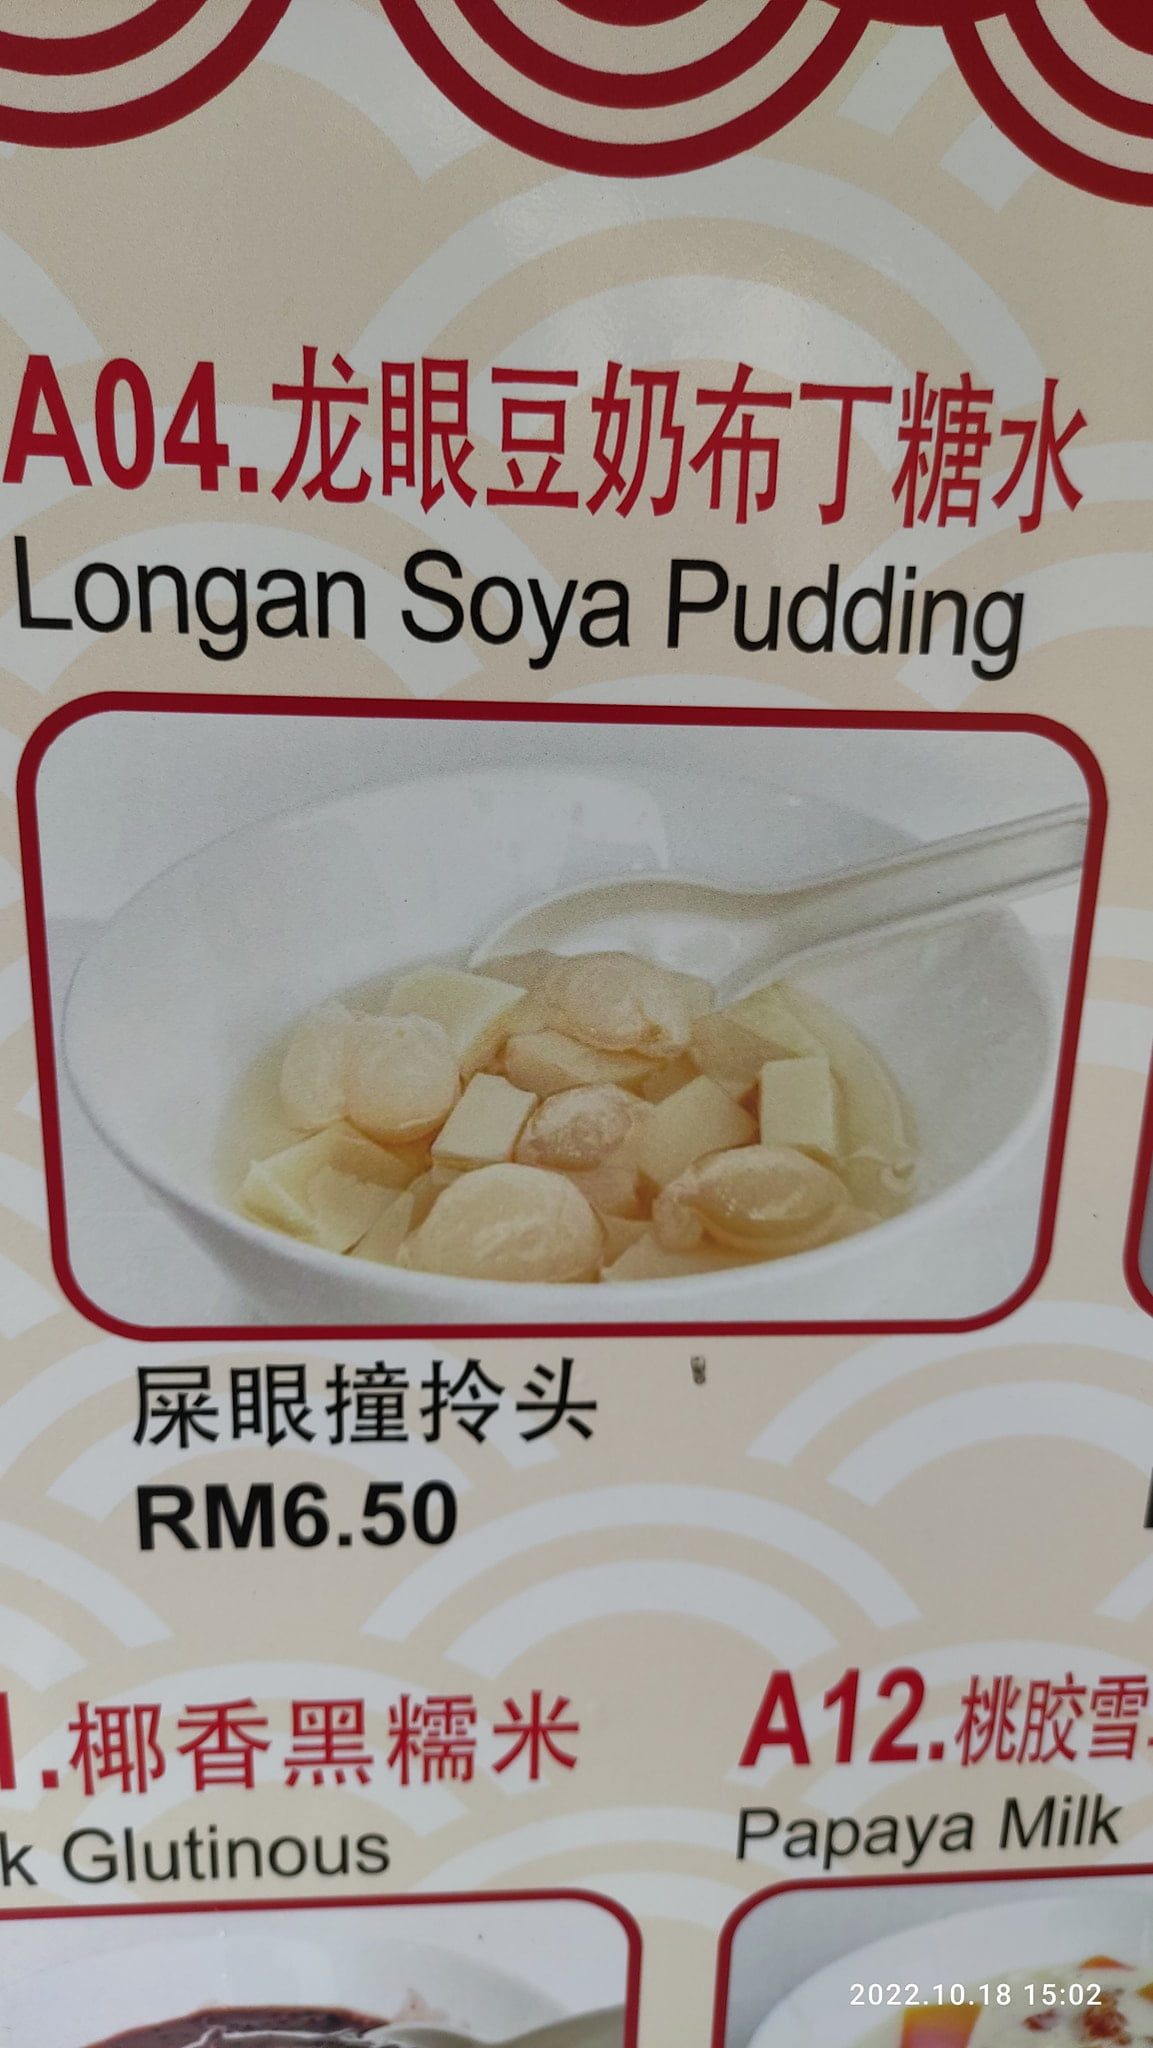 A04.龙眼豆奶布丁糖水
Longan Soya Pudding
屎眼撞拎头
RM6.50
.椰香黑糯米
k Glutinous
A12.桃胶雪
Papaya Milk
2022.10.18 15:02